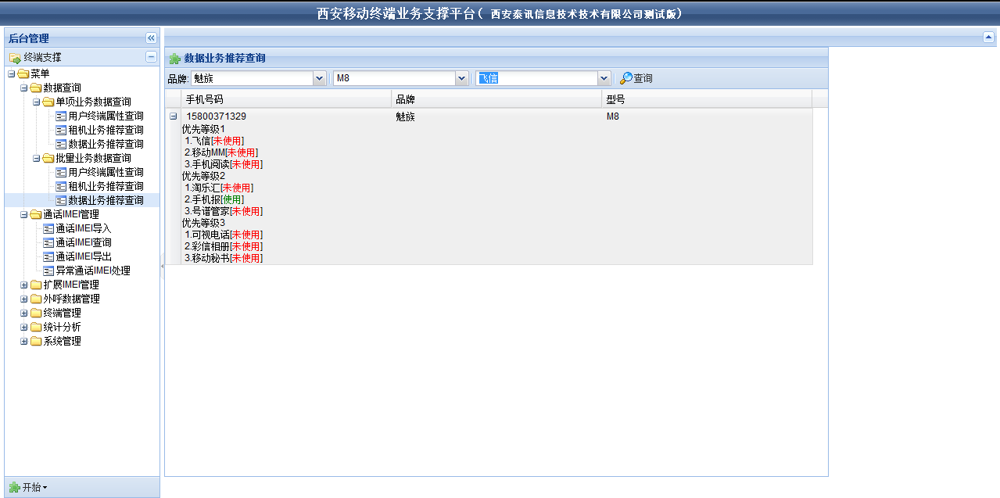 西安移动终端业务支撑平台( 西安泰讯信息技术技术有限公司测试版)
后台管理
终端支撑
菜单
数据查询
单项业务数据查询
用户终端属性查询
租机业务推荐查询
数据业务推荐查询
批量业务数据查询
用户终端属性查询
租机业务推荐查询
数据业务推荐查询
通话IMEI管理
通话IMEI导入
通话IMEI查询
通话IMEI导出
异常通话IMEI处理
扩展IMEI管理
外呼数据管理
终端管理
统计分析
系统管理
开始
数据业务推荐查询
品牌: 魅族 M8 飞信 查询
手机号码 品牌 型号
15800371329 魅族 M8
优先等级1
1.飞信[未使用]
2.移动MM[未使用]
3.手机阅读[未使用]
优先等级2
1.淘乐汇[未使用]
2.手机报[使用]
3.号谱管家[未使用]
优先等级3
1.可视电话[未使用]
2.彩信相册[未使用]
3.移动秘书[未使用]